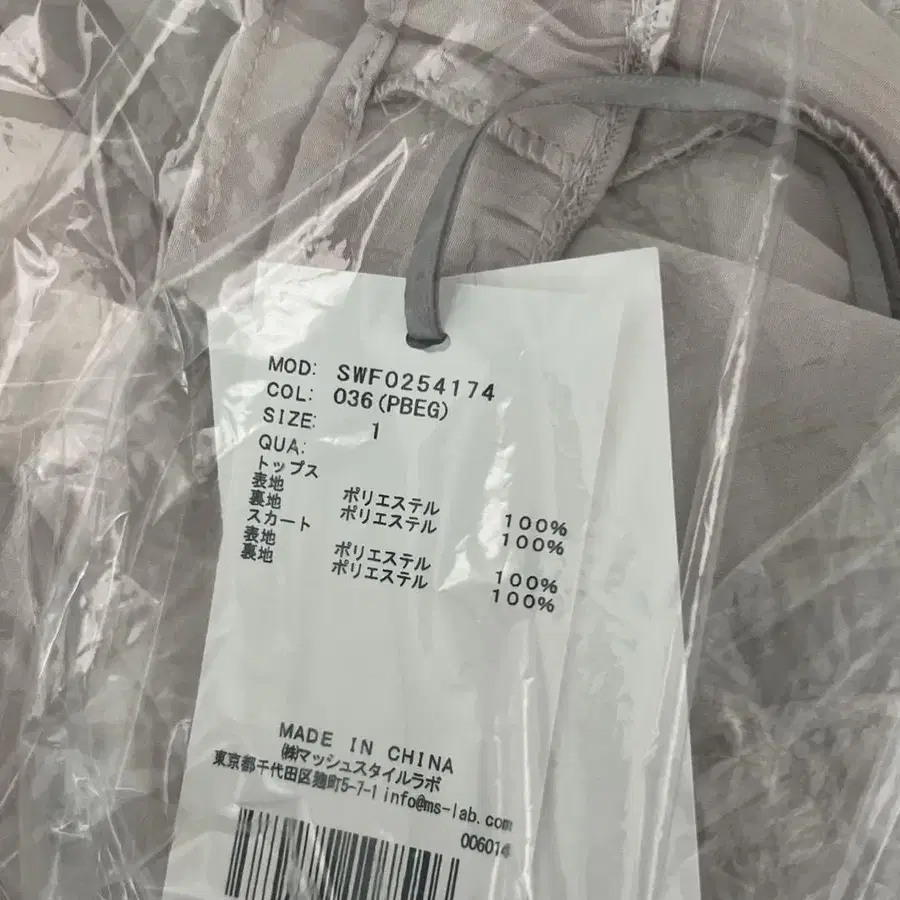 MOD: SWF0254174
COL: 036(PBEG)
SIZE: 1
QUA:
トップス
表地 ポリエステル 100%
裏地 ポリエステル 100%
スカート
表地 ポリエステル 100%
裏地 ポリエステル 100%
MADE IN CHINA
㈱マッシュスタイルラボ
東京都千代田区麹町5-7-1 info@ms-lab.com
006014